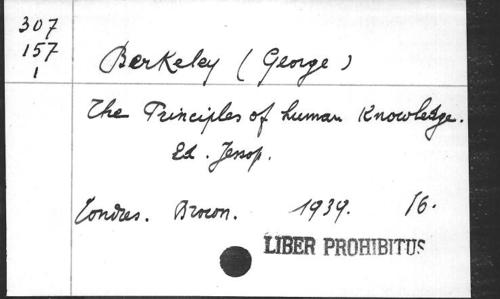 307
157
1
Berkeley (George)
The Principles of human Knowledge.
Ed. Jessop.
Londres. Brown. 1939. 16.
LIBER PROHIBITUS